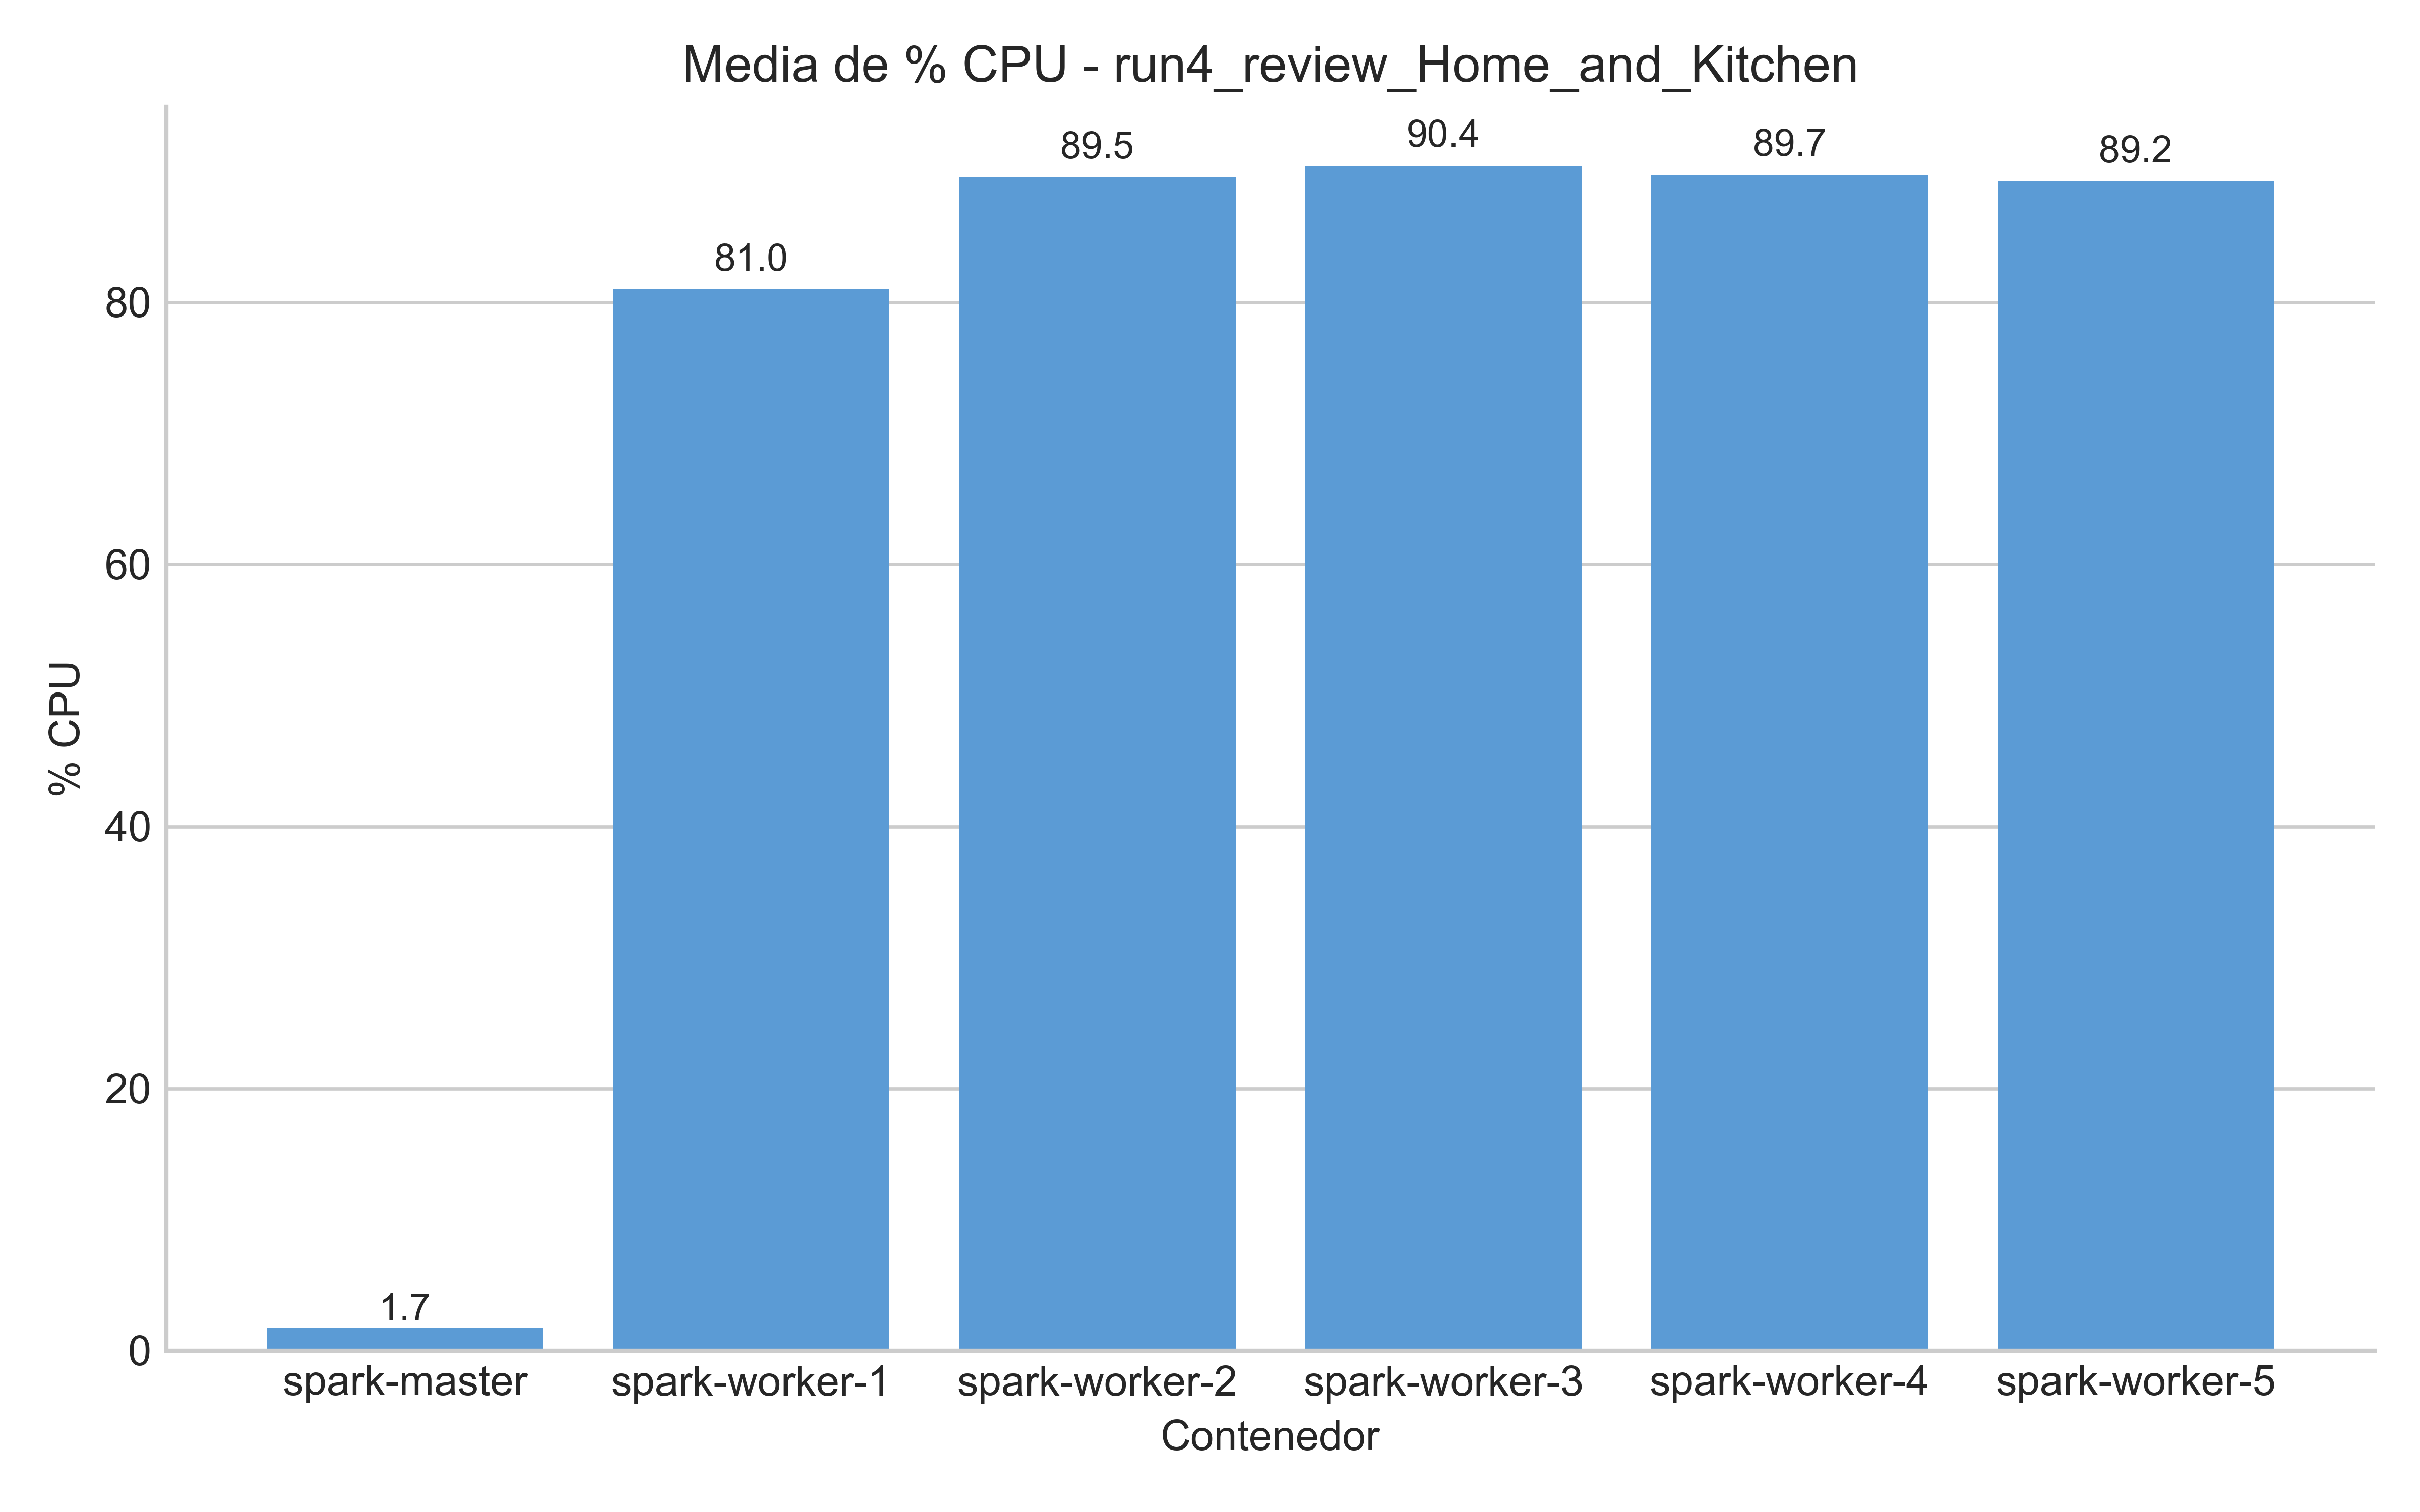 Media de % CPU - run4_review_Home_and_Kitchen
89.5
90.4
89.7
89.2
81.0
80
60
% CPU
40
20
1.7
0
spark-master
spark-worker-1
spark-worker-2
spark-worker-3
spark-worker-4
spark-worker-5
Contenedor